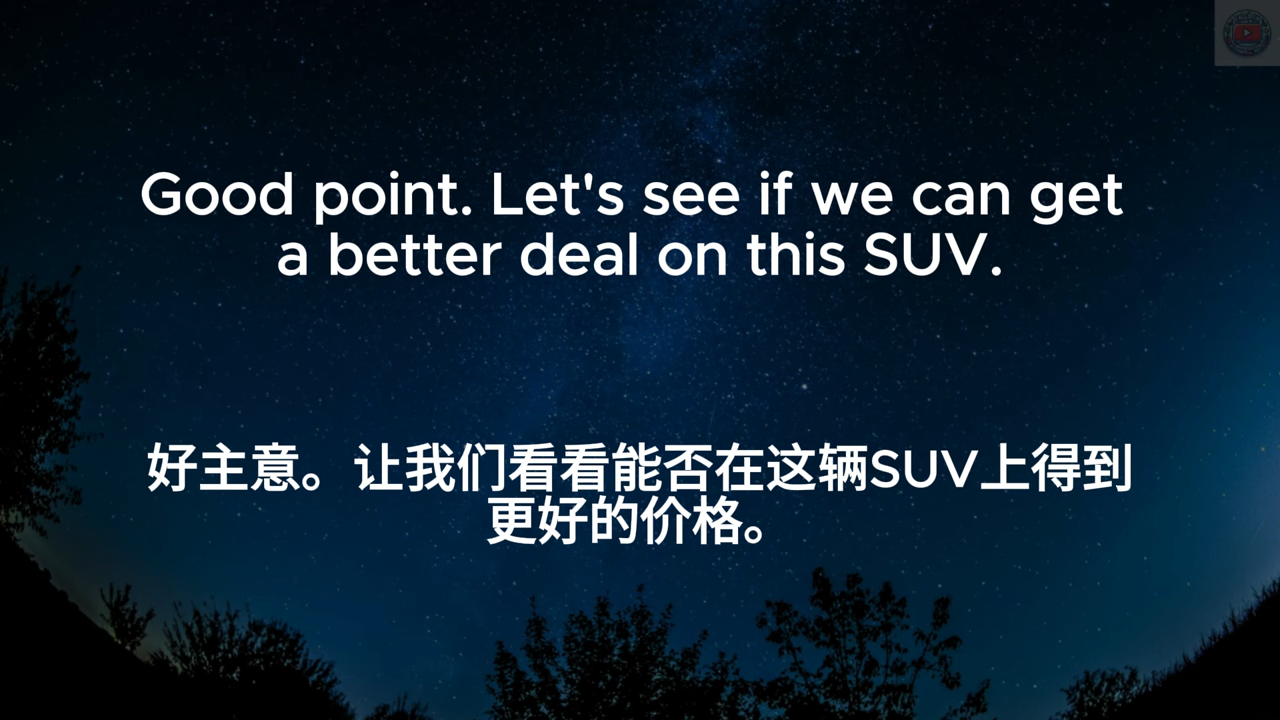 Good point. Let's see if we can get
a better deal on this SUV.
好主意。让我们看看能否在这辆SUV上得到
更好的价格。